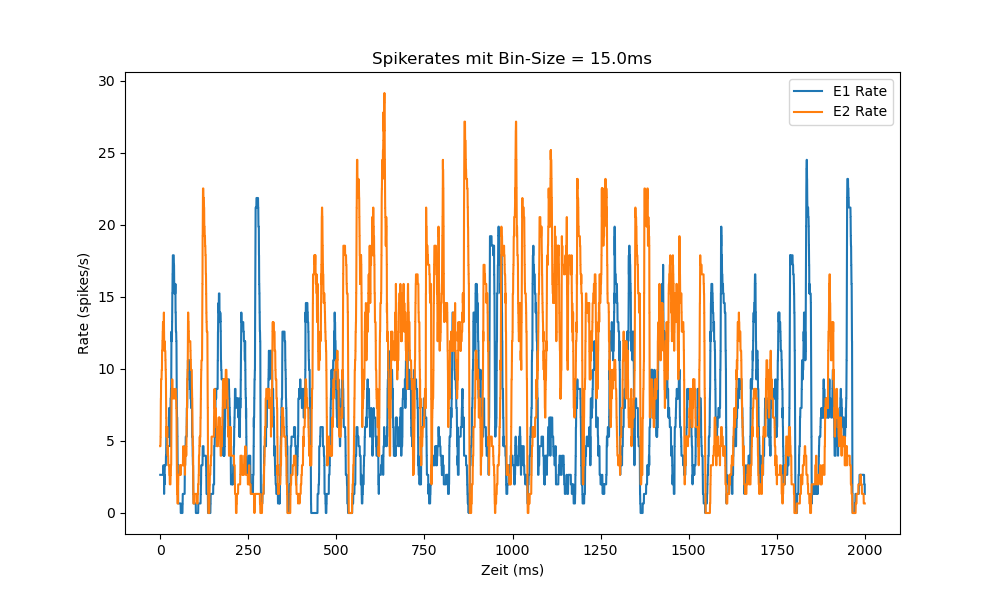 Spikerates mit Bin-Size = 15.0ms
E1 Rate
E2 Rate
Rate (spikes/s)
30
25
20
15
10
5
0
0 250 500 750 1000 1250 1500 1750 2000
Zeit (ms)